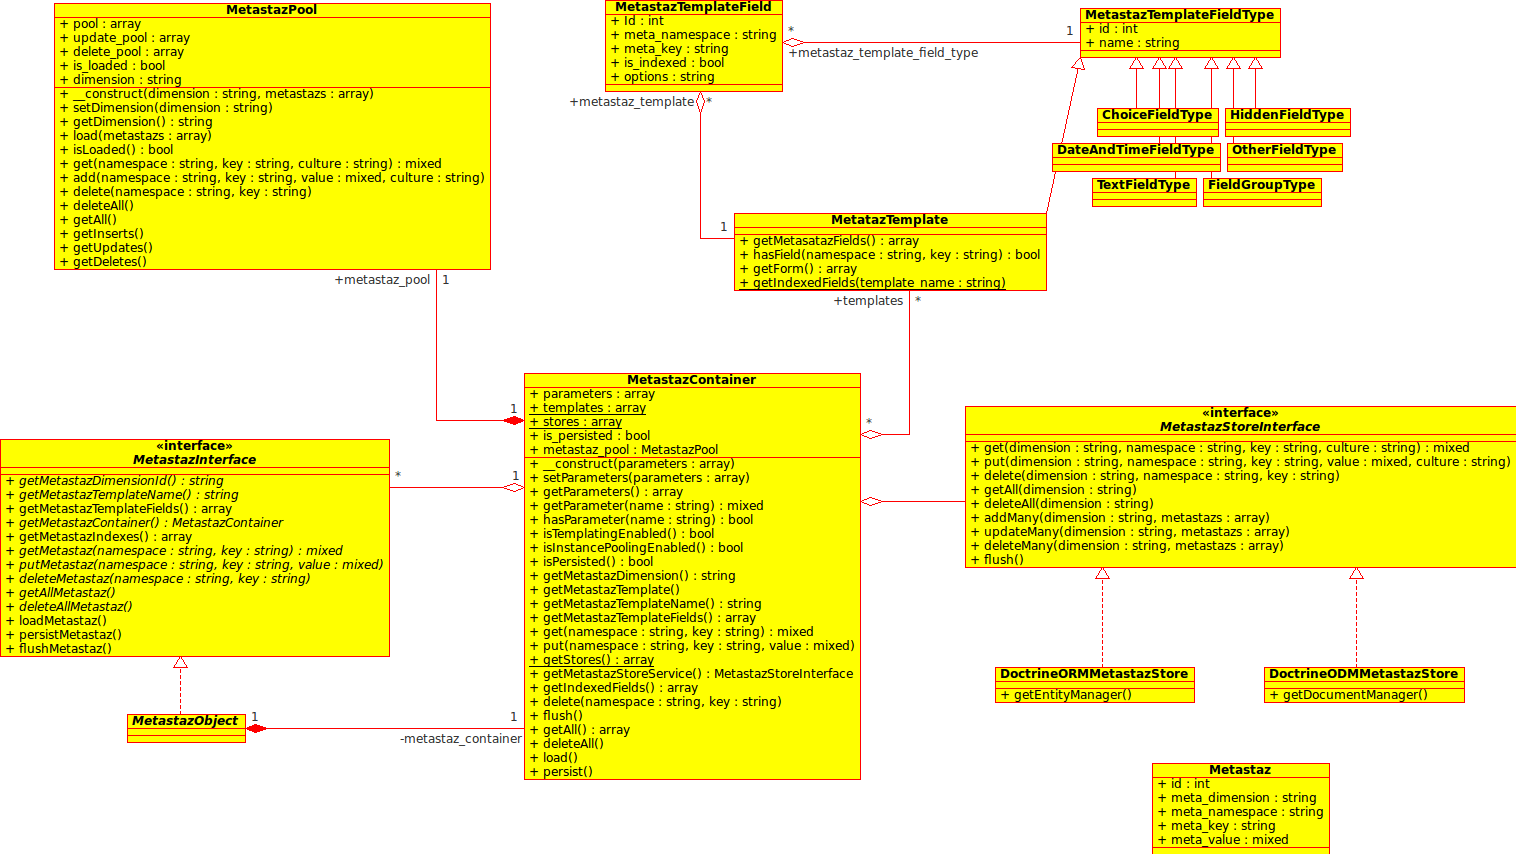 MetastazPool
+ pool : array
+ update_pool : array
+ delete_pool : array
+ is_loaded : bool
+ dimension : string
+ __construct(dimension : string, metastazs : array)
+ setDimension(dimension : string)
+ getDimension() : string
+ load(metastazs : array)
+ isLoaded() : bool
+ get(namespace : string, key : string, culture : string) : mixed
+ add(namespace : string, key : string, value : mixed, culture : string)
+ delete(namespace : string, key : string)
+ deleteAll()
+ getAll()
+ getInserts()
+ getUpdates()
+ getDeletes()
+metastaz_pool 1
MetastazTemplateField
+ Id : int
+ meta_namespace : string
+ meta_key : string
+ is_indexed : bool
+ options : string
* 1
+metastaz_template_field_type
+metastaz_template *
1
MetastazTemplateFieldType
+ id : int
+ name : string
ChoiceFieldType
HiddenFieldType
DateAndTimeFieldType
OtherFieldType
TextFieldType
FieldGroupType
MetatazTemplate
+ getMetasatazFields() : array
+ hasField(namespace : string, key : string) : bool
+ getForm() : array
+ getIndexedFields(template_name : string)
+templates *
MetastazContainer
+ parameters : array
+ templates : array
+ stores : array
+ is_persisted : bool
+ metastaz_pool : MetastazPool
+ __construct(parameters : array)
+ setParameters(parameters : array)
+ getParameters() : array
+ getParameter(name : string) : mixed
+ hasParameter(name : string) : bool
+ isTemplatingEnabled() : bool
+ isInstancePoolingEnabled() : bool
+ isPersisted() : bool
+ getMetastazDimension() : string
+ getMetastazTemplate()
+ getMetastazTemplateName() : string
+ getMetastazTemplateFields() : array
+ get(namespace : string, key : string) : mixed
+ put(namespace : string, key : string, value : mixed)
+ getStores() : array
+ getMetastazStoreService() : MetastazStoreInterface
+ getIndexedFields() : array
+ delete(namespace : string, key : string)
+ flush()
+ getAll() : array
+ deleteAll()
+ load()
+ persist()
1
*
* 1
«interface»
MetastazInterface
+ getMetastazDimensionId() : string
+ getMetastazTemplateName() : string
+ getMetastazTemplateFields() : array
+ getMetastazContainer() : MetastazContainer
+ getMetastazIndexes() : array
+ getMetastaz(namespace : string, key : string) : mixed
+ putMetastaz(namespace : string, key : string, value : mixed)
+ deleteMetastaz(namespace : string, key : string)
+ getAllMetastaz()
+ deleteAllMetastaz()
+ loadMetastaz()
+ persistMetastaz()
+ flushMetastaz()
MetastazObject
1 1
-metastaz_container
«interface»
MetastazStoreInterface
+ get(dimension : string, namespace : string, key : string, culture : string) : mixed
+ put(dimension : string, namespace : string, key : string, value : mixed, culture : string)
+ delete(dimension : string, namespace : string, key : string)
+ getAll(dimension : string)
+ deleteAll(dimension : string)
+ addMany(dimension : string, metastazs : array)
+ updateMany(dimension : string, metastazs : array)
+ deleteMany(dimension : string, metastazs : array)
+ flush()
DoctrineORMMetastazStore
+ getEntityManager()
DoctrineODMMetastazStore
+ getDocumentManager()
Metastaz
+ id : int
+ meta_dimension : string
+ meta_namespace : string
+ meta_key : string
+ meta_value : mixed